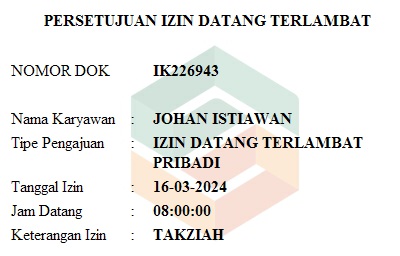 PERSETUJUAN IZIN DATANG TERLAMBAT
NOMOR DOK IK226943
Nama Karyawan : JOHAN ISTIAWAN
Tipe Pengajuan : IZIN DATANG TERLAMBAT
PRIBADI
Tanggal Izin : 16-03-2024
Jam Datang : 08:00:00
Keterangan Izin : TAKZIAH